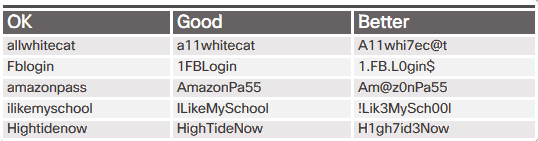 OK Good Better
allwhitecat a11whitecat A11whi7ec@t
Fblogin 1FBLogin 1.FB.L0gin$
amazonpass AmazonPa55 Am@z0nPa55
ilikemyschool ILikeMySchool !Lik3MySch00l
Hightidenow HighTideNow H1gh7id3Now